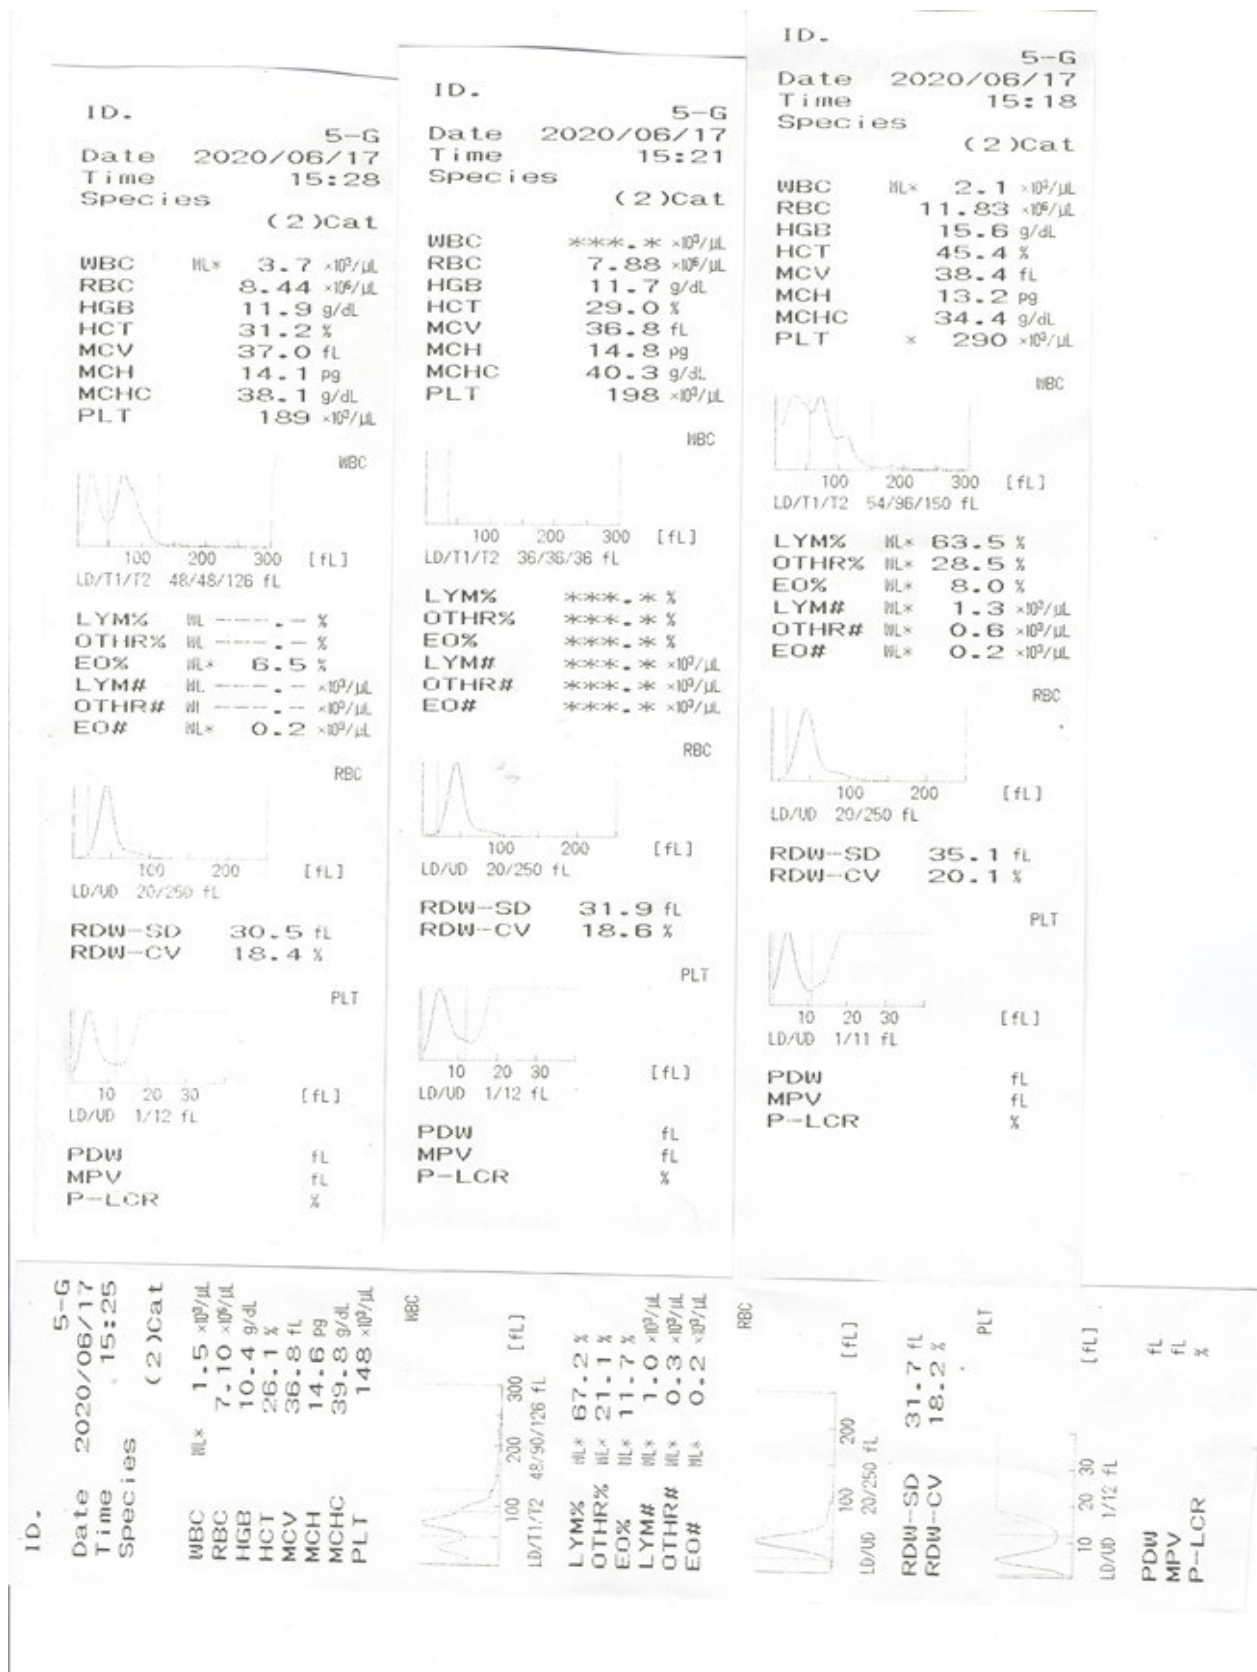 ID.
5-G
Date 2020/06/17
Time 15:28
Species
(2)Cat
WBC WL* 3.7 ×10³/µL
RBC 8.44 ×10⁶/µL
HGB 11.9 g/dL
HCT 31.2 %
MCV 37.0 fL
MCH 14.1 pg
MCHC 38.1 g/dL
PLT 189 ×10³/µL
WBC
100 200 300 [fL]
LD/T1/T2 48/48/126 fL
LYM% WL ---.- %
OTHR% WL ---.- %
EO% WL* 6.5 %
LYM# WL ---.- ×10³/µL
OTHR# WL ---.- ×10³/µL
EO# WL* 0.2 ×10³/µL
RBC
100 200 [fL]
LD/UD 20/250 fL
RDW-SD 30.5 fL
RDW-CV 18.4 %
PLT
10 20 30 [fL]
LD/UD 1/12 fL
PDW fL
MPV fL
P-LCR %
ID.
5-G
Date 2020/06/17
Time 15:21
Species
(2)Cat
WBC ***.* ×10³/µL
RBC 7.88 ×10⁶/µL
HGB 11.7 g/dL
HCT 29.0 %
MCV 36.8 fL
MCH 14.8 pg
MCHC 40.3 g/dL
PLT 198 ×10³/µL
WBC
100 200 300 [fL]
LD/T1/T2 36/36/36 fL
LYM% ***.* %
OTHR% ***.* %
EO% ***.* %
LYM# ***.* ×10³/µL
OTHR# ***.* ×10³/µL
EO# ***.* ×10³/µL
RBC
100 200 [fL]
LD/UD 20/250 fL
RDW-SD 31.9 fL
RDW-CV 18.6 %
PLT
10 20 30 [fL]
LD/UD 1/12 fL
PDW fL
MPV fL
P-LCR %
ID.
5-G
Date 2020/06/17
Time 15:18
Species
(2)Cat
WBC WL* 2.1 ×10³/µL
RBC 11.83 ×10⁶/µL
HGB 15.6 g/dL
HCT 45.4 %
MCV 38.4 fL
MCH 13.2 pg
MCHC 34.4 g/dL
PLT * 290 ×10³/µL
WBC
100 200 300 [fL]
LD/T1/T2 54/96/150 fL
LYM% WL* 63.5 %
OTHR% WL* 28.5 %
EO% WL* 8.0 %
LYM# WL* 1.3 ×10³/µL
OTHR# WL* 0.6 ×10³/µL
EO# WL* 0.2 ×10³/µL
RBC
100 200 [fL]
LD/UD 20/250 fL
RDW-SD 35.1 fL
RDW-CV 20.1 %
PLT
10 20 30 [fL]
LD/UD 1/11 fL
PDW fL
MPV fL
P-LCR %
ID.
5-G
Date 2020/06/17
Time 15:25
Species
(2)Cat
WBC WL* 1.5 ×10³/µL
RBC 7.10 ×10⁶/µL
HGB 10.4 g/dL
HCT 26.1 %
MCV 36.8 fL
MCH 14.6 pg
MCHC 39.8 g/dL
PLT 148 ×10³/µL
WBC
100 200 300 [fL]
LD/T1/T2 48/90/126 fL
LYM% WL* 67.2 %
OTHR% WL* 21.1 %
EO% WL* 11.7 %
LYM# WL* 1.0 ×10³/µL
OTHR# WL* 0.3 ×10³/µL
EO# WL* 0.2 ×10³/µL
RBC
100 200 [fL]
LD/UD 20/250 fL
RDW-SD 31.7 fL
RDW-CV 18.2 %
PLT
10 20 30 [fL]
LD/UD 1/12 fL
PDW fL
MPV fL
P-LCR %